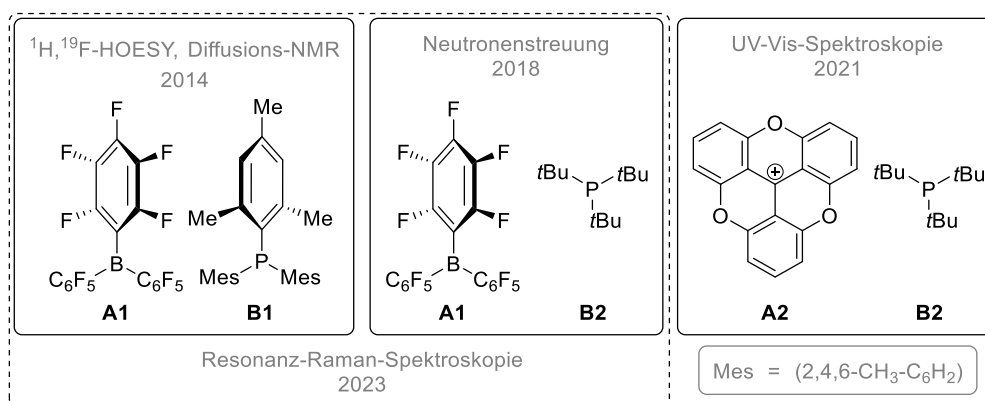 ¹H,¹⁹F-HOESY, Diffusions-NMR
2014
F
Me
F
F
F
F
Me
Me
B
C₆F₅
C₆F₅
P
Mes
Mes
A1
B1
Neutronenstreuung
2018
F
F
F
F
F
B
C₆F₅
C₆F₅
tBu
tBu
P
tBu
A1
B2
UV-Vis-Spektroskopie
2021
O
+
O
O
tBu
tBu
P
tBu
A2
B2
Resonanz-Raman-Spektroskopie
2023
Mes = (2,4,6-CH₃-C₆H₂)